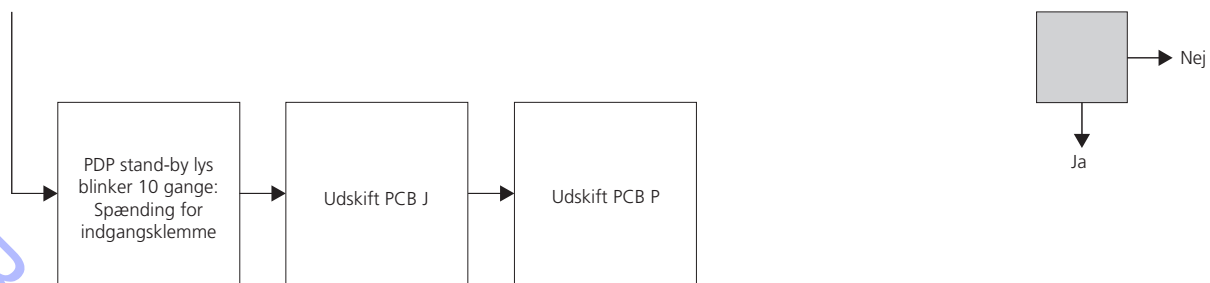 PDP stand-by lys
blinker 10 gange:
Spænding for
indgangsklemme
Udskift PCB J
Udskift PCB P
Nej
Ja